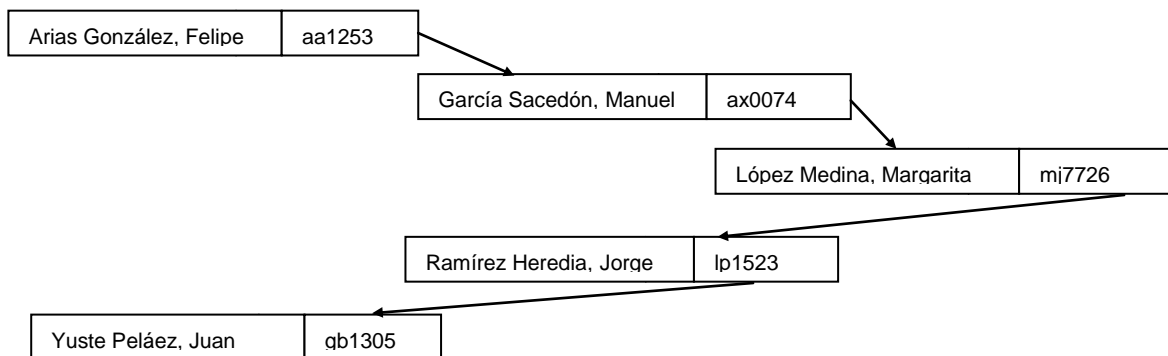 Arias González, Felipe aa1253
García Sacedón, Manuel ax0074
López Medina, Margarita mj7726
Ramírez Heredia, Jorge lp1523
Yuste Peláez, Juan gb1305